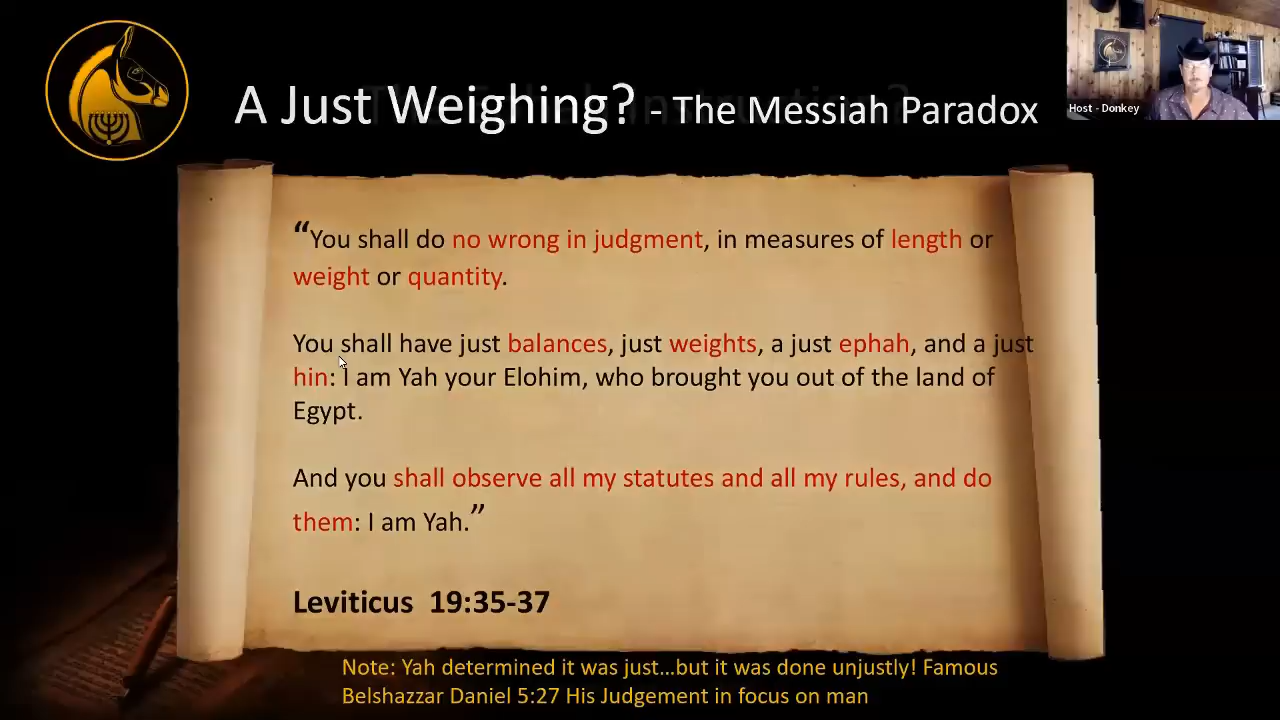 A Just Weighing? - The Messiah Paradox
Host - Donkey
“You shall do no wrong in judgment, in measures of length or
weight or quantity.
You shall have just balances, just weights, a just ephah, and a just
hin: I am Yah your Elohim, who brought you out of the land of
Egypt.
And you shall observe all my statutes and all my rules, and do
them: I am Yah.”
Leviticus 19:35-37
Note: Yah determined it was just...but it was done unjustly! Famous
Belshazzar Daniel 5:27 His Judgement in focus on man